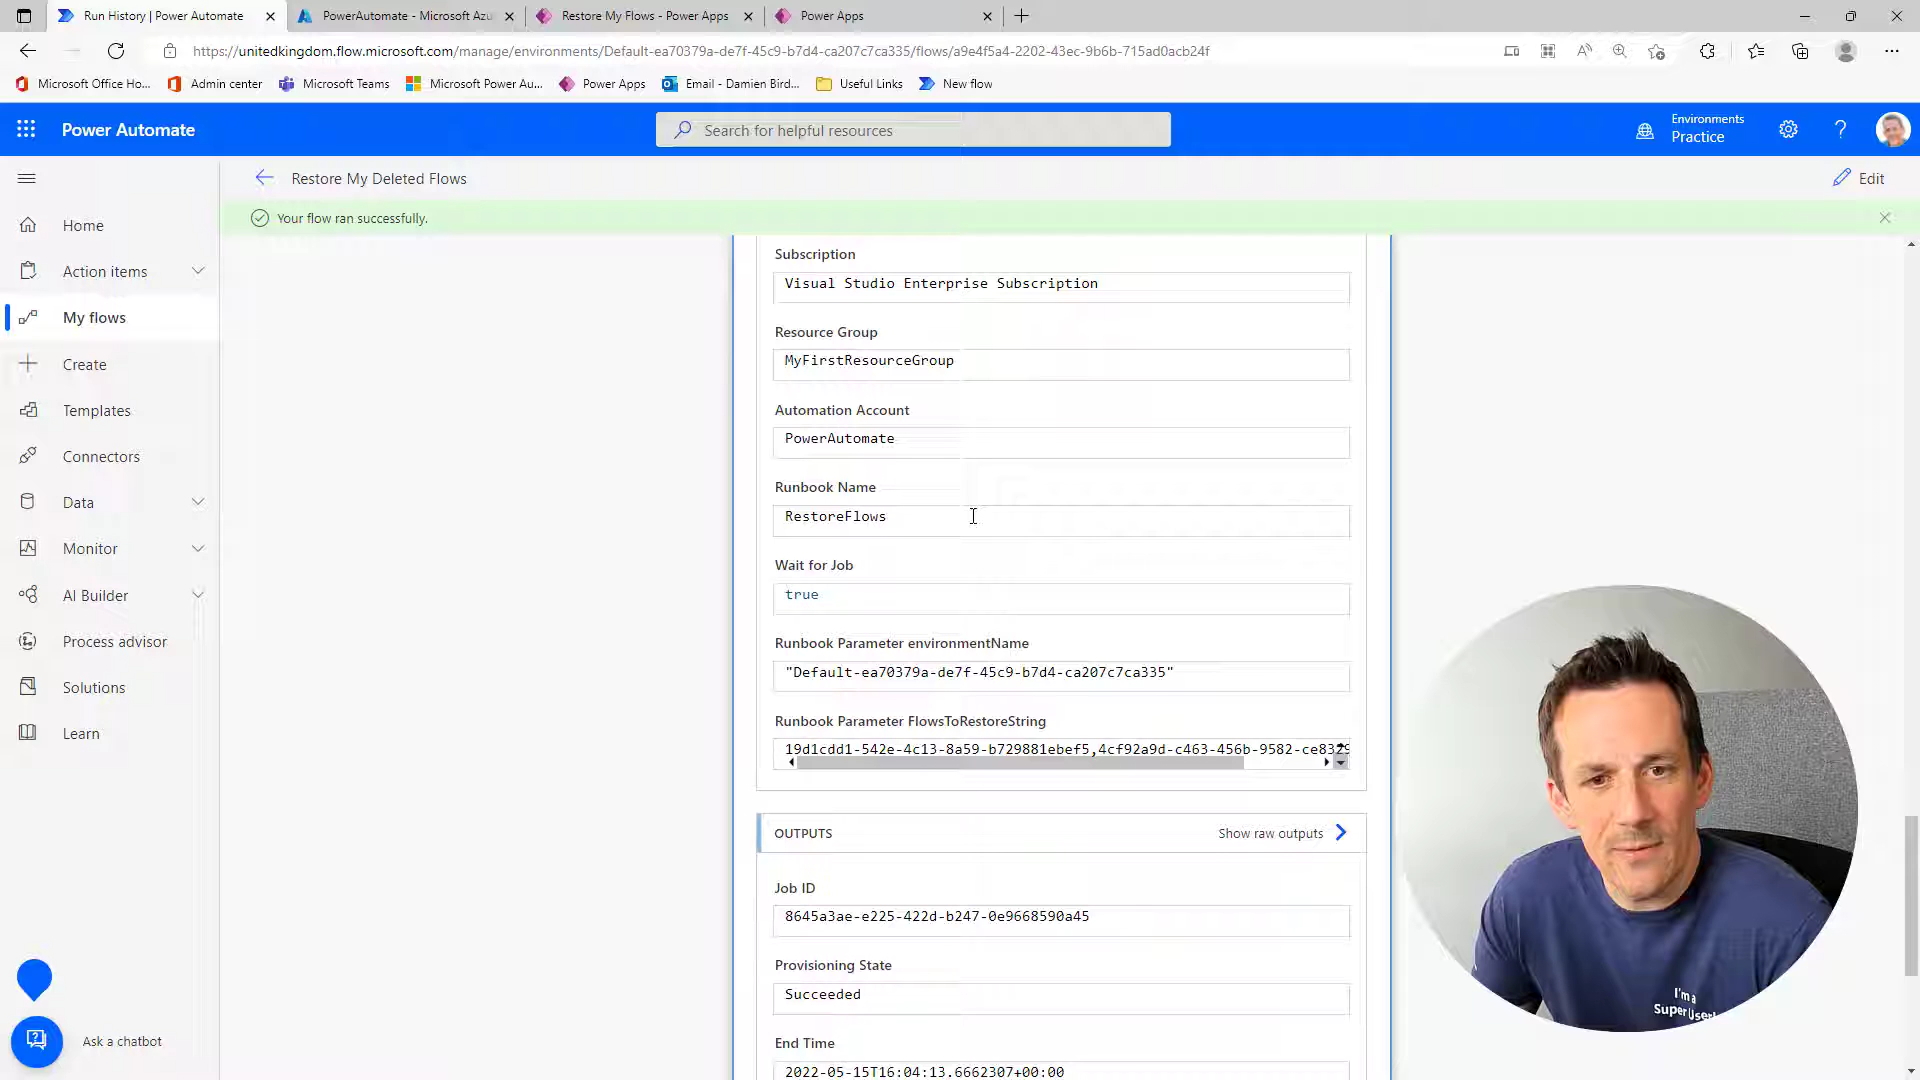 Run History | Power Automate
PowerAutomate - Microsoft Azu
Restore My Flows - Power Apps
Power Apps
https://unitedkingdom.flow.microsoft.com/manage/environments/Default-ea70379a-de7f-45c9-b7d4-ca207c7ca335/flows/a9e4f5a4-2202-43ec-9b6b-715ad0acb24f
Microsoft Office Ho...
Admin center
Microsoft Teams
Microsoft Power Au...
Power Apps
Email - Damien Bird...
Useful Links
New flow
Power Automate
Search for helpful resources
Environments
Practice
Restore My Deleted Flows
Edit
Your flow ran successfully.
Home
Action items
My flows
Create
Templates
Connectors
Data
Monitor
AI Builder
Process advisor
Solutions
Learn
Ask a chatbot
Subscription
Visual Studio Enterprise Subscription
Resource Group
MyFirstResourceGroup
Automation Account
PowerAutomate
Runbook Name
RestoreFlows
Wait for Job
true
Runbook Parameter environmentName
"Default-ea70379a-de7f-45c9-b7d4-ca207c7ca335"
Runbook Parameter FlowsToRestoreString
19d1cdd1-542e-4c13-8a59-b729881ebef5,4cf92a9d-c463-456b-9582-ce8329
OUTPUTS
Show raw outputs
Job ID
8645a3ae-e225-422d-b247-0e9668590a45
Provisioning State
Succeeded
End Time
2022-05-15T16:04:13.6662307+00:00
I'm a
Super User!